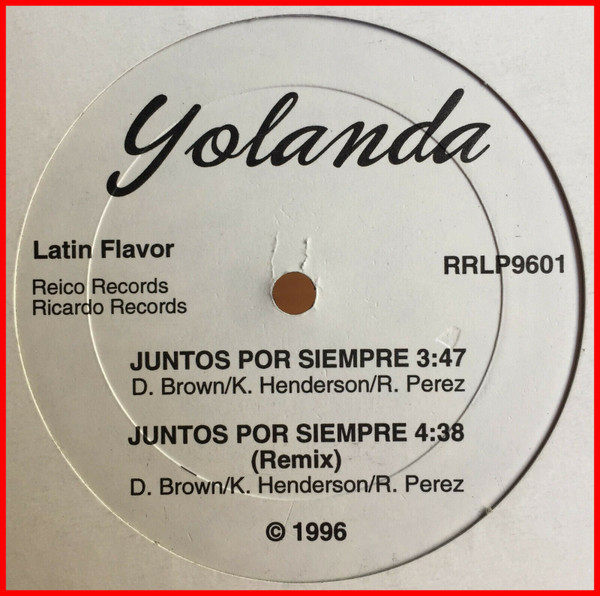 Yolanda
Latin Flavor
RRLP9601
Reico Records
Ricardo Records
JUNTOS POR SIEMPRE 3:47
D. Brown/K. Henderson/R. Perez
JUNTOS POR SIEMPRE 4:38
(Remix)
D. Brown/K. Henderson/R. Perez
© 1996